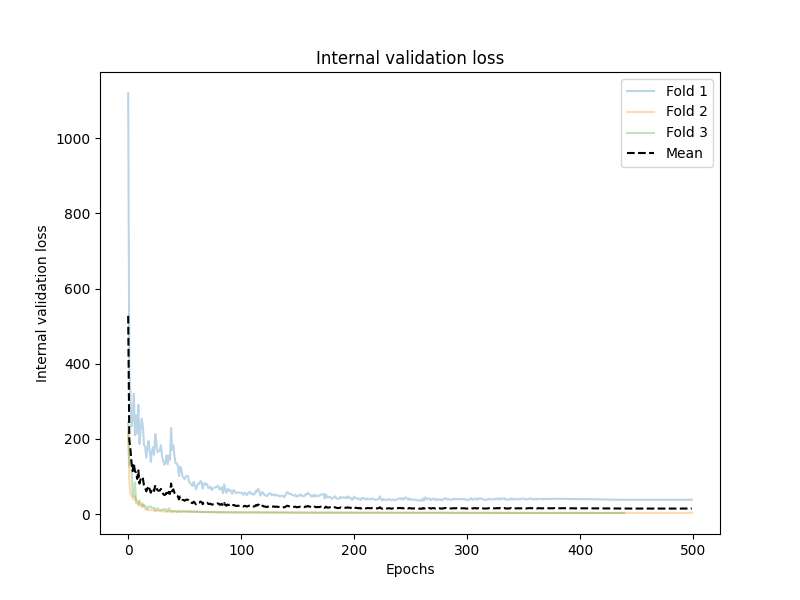 Internal validation loss
Fold 1
Fold 2
Fold 3
Mean
Internal validation loss
1000
800
600
400
200
0
0 100 200 300 400 500
Epochs